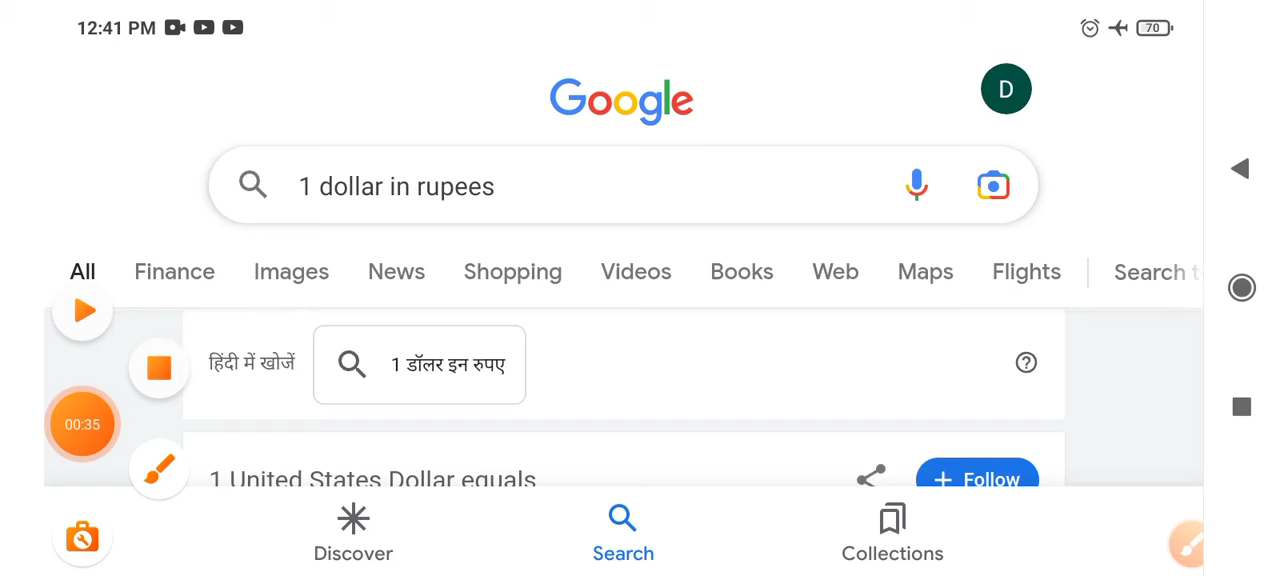 12:41 PM
70
Google
D
1 dollar in rupees
All Finance Images News Shopping Videos Books Web Maps Flights Search t
हिंदी में खोजें 1 डॉलर इन रुपए
00:35
1 United States Dollar equals + Follow
Discover Search Collections